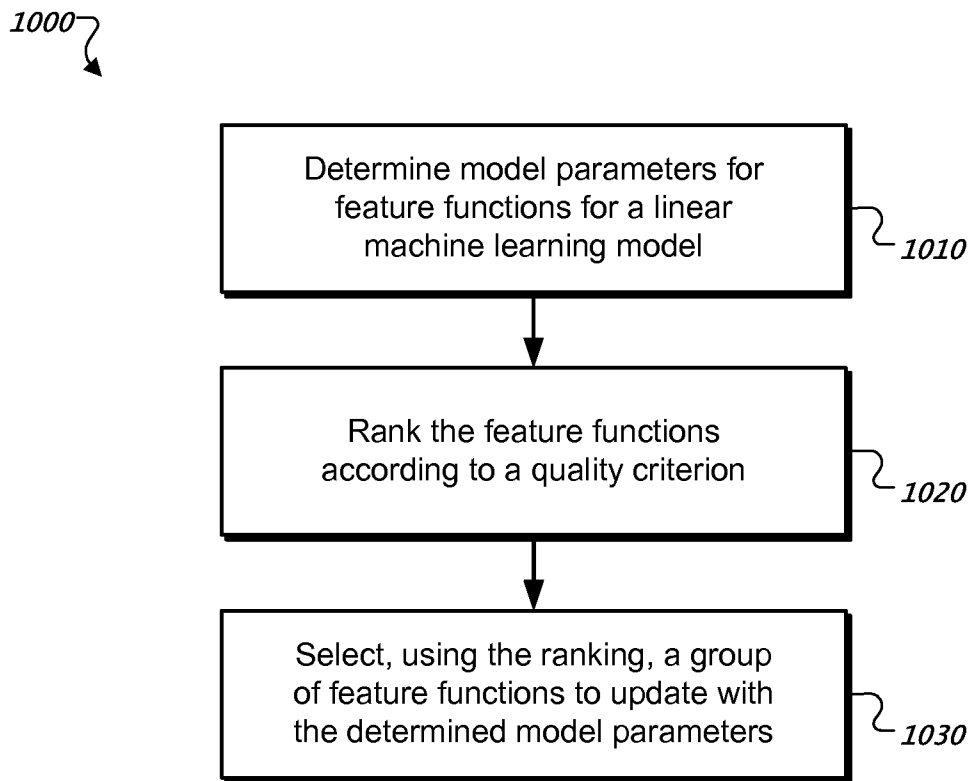 1000
Determine model parameters for
feature functions for a linear
machine learning model
1010
Rank the feature functions
according to a quality criterion
1020
Select, using the ranking, a group
of feature functions to update with
the determined model parameters
1030